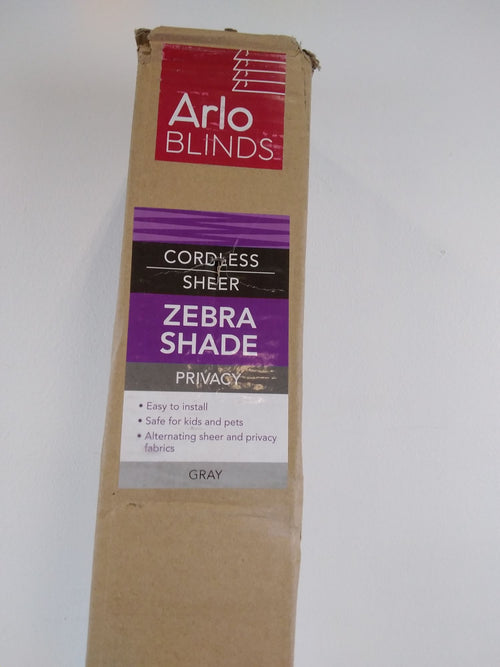 Arlo
BLINDS
CORDLESS
SHEER
ZEBRA
SHADE
PRIVACY
• Easy to install
• Safe for kids and pets
• Alternating sheer and privacy
fabrics
GRAY